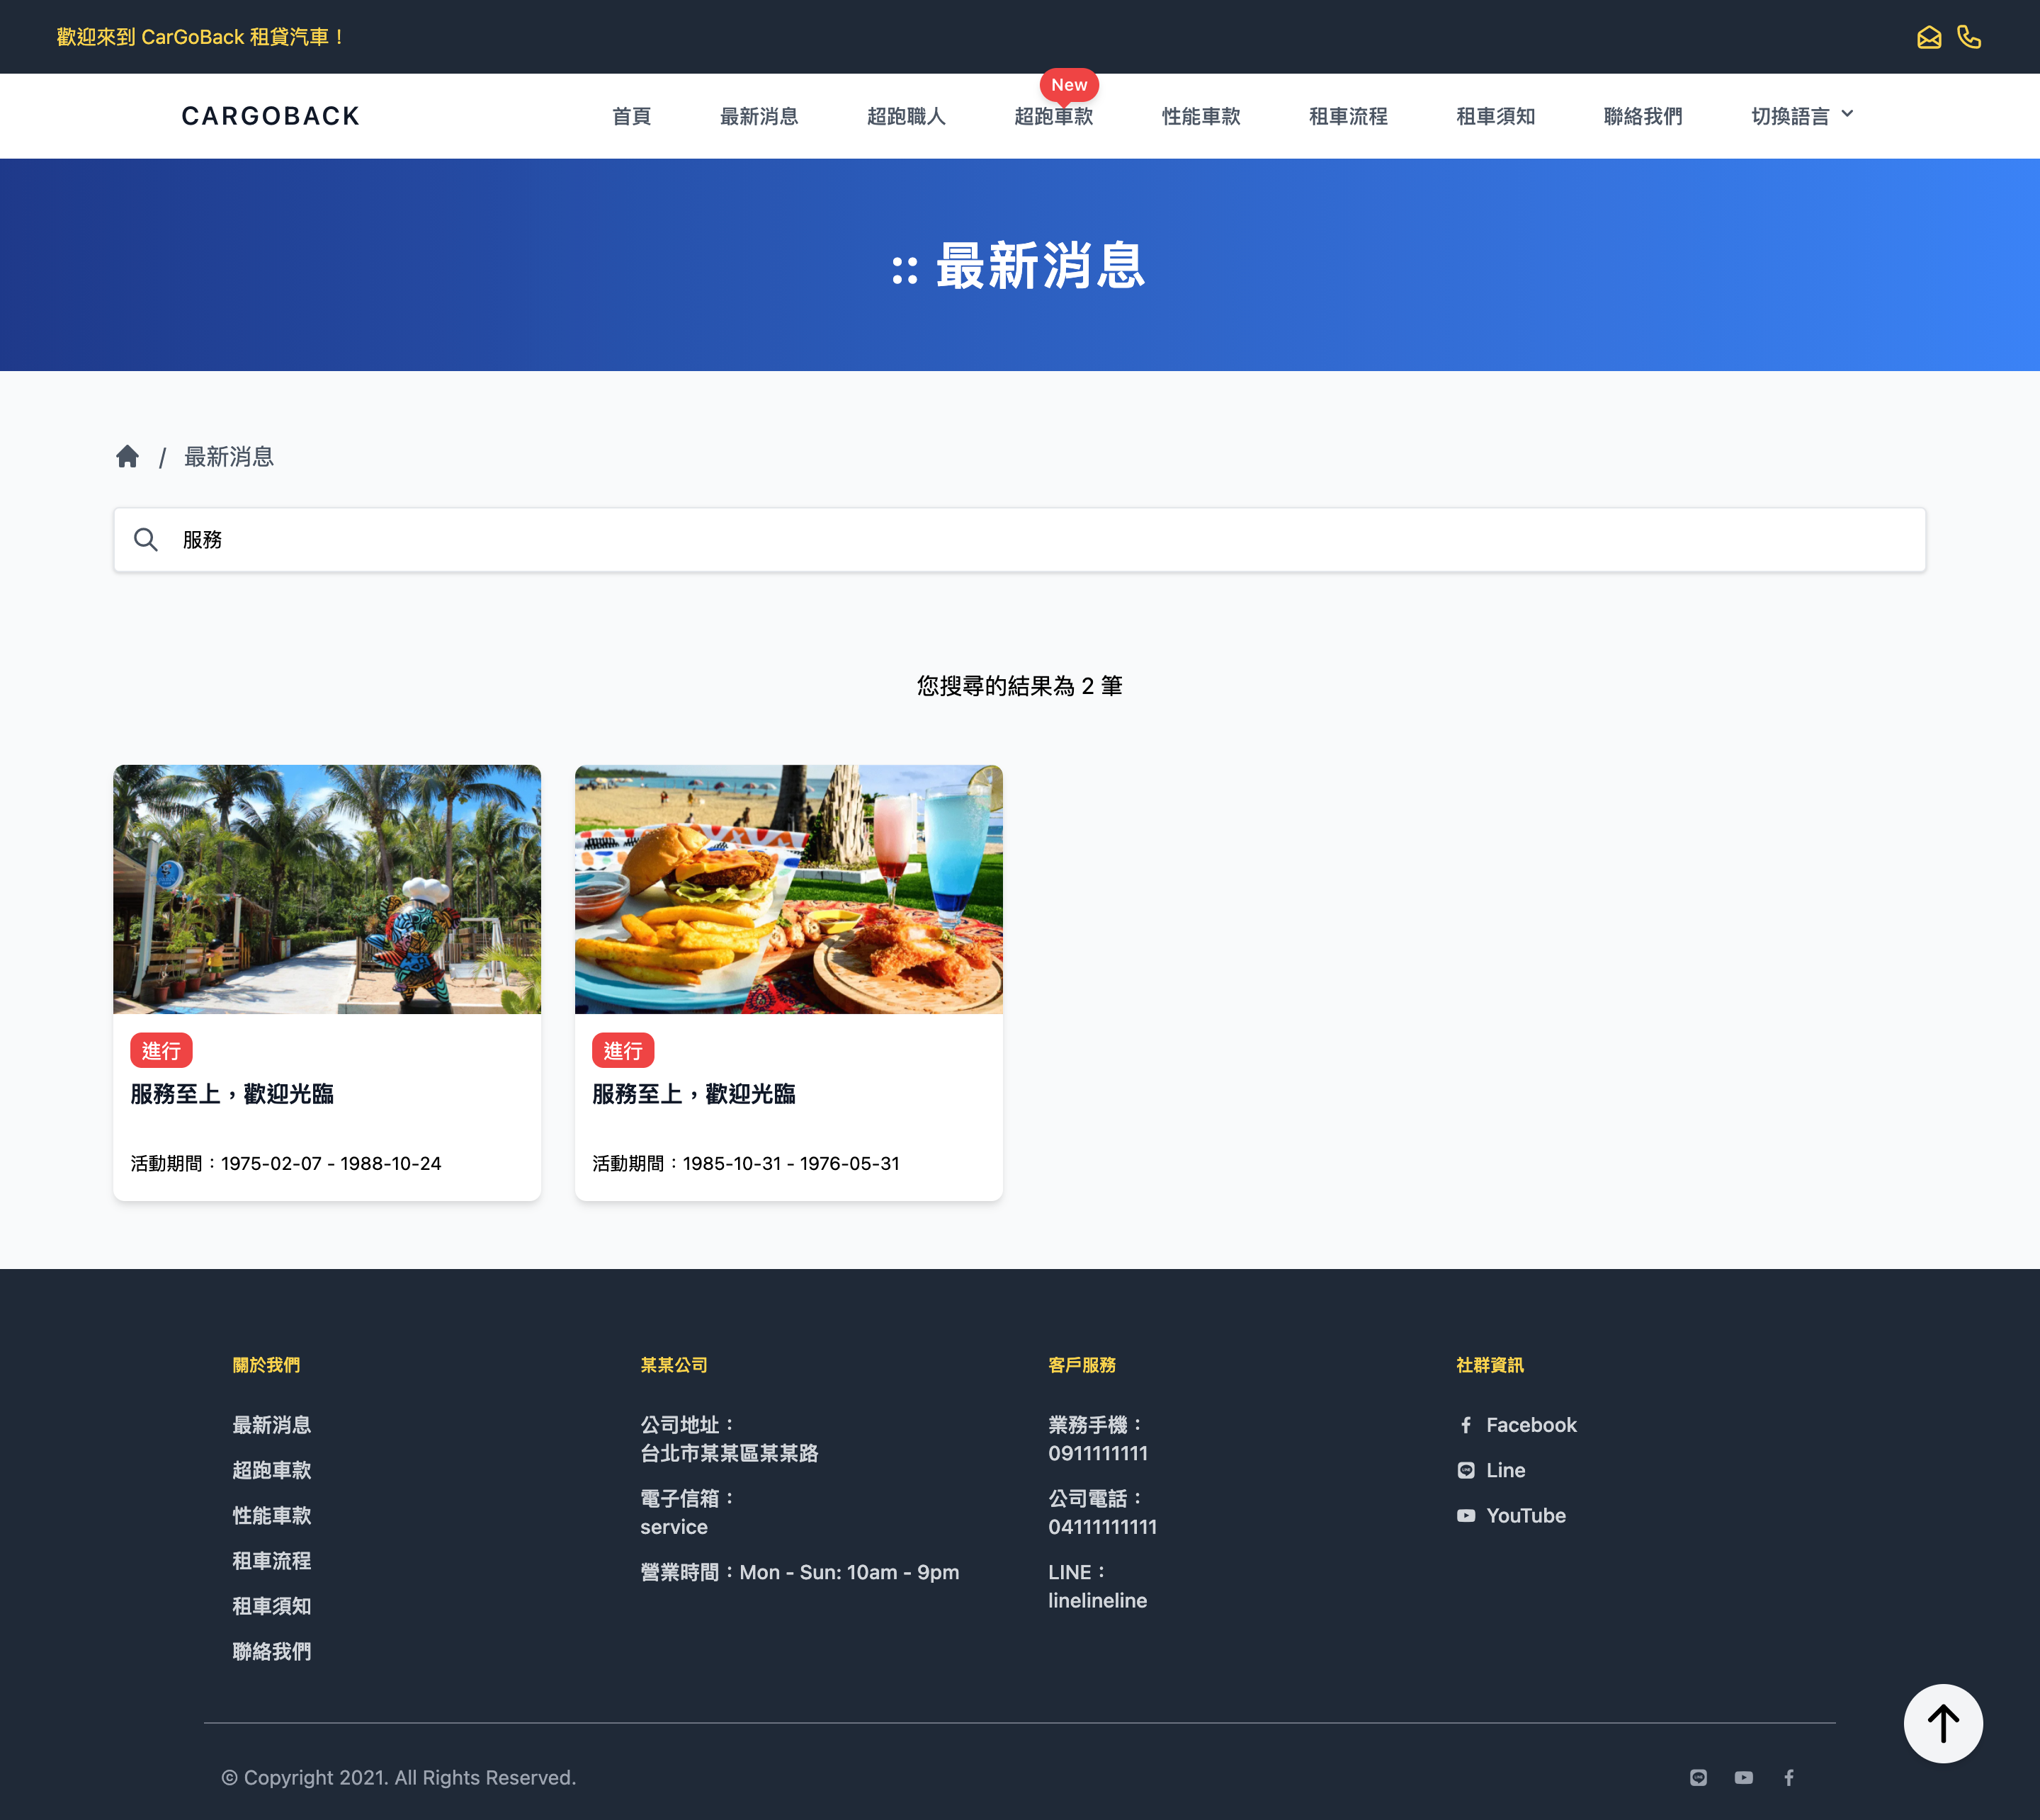 歡迎來到 CarGoBack 租貸汽車！
CARGOBACK
首頁
最新消息
超跑職人
New
超跑車款
性能車款
租車流程
租車須知
聯絡我們
切換語言
:: 最新消息
/ 最新消息
服務
您搜尋的結果為 2 筆
進行
服務至上，歡迎光臨
活動期間：1975-02-07 - 1988-10-24
進行
服務至上，歡迎光臨
活動期間：1985-10-31 - 1976-05-31
關於我們
最新消息
超跑車款
性能車款
租車流程
租車須知
聯絡我們
某某公司
公司地址：
台北市某某區某某路
電子信箱：
service
營業時間：Mon - Sun: 10am - 9pm
客戶服務
業務手機：
0911111111
公司電話：
04111111111
LINE：
linelineline
社群資訊
Facebook
Line
YouTube
© Copyright 2021. All Rights Reserved.